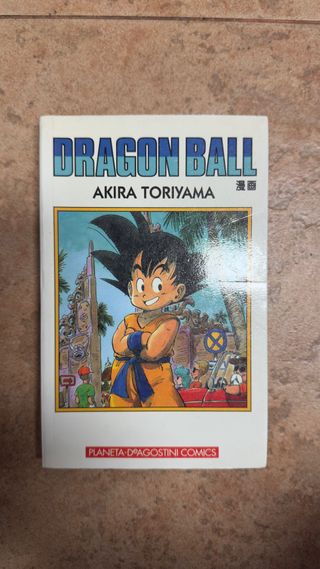 DRAGON BALL
AKIRA TORIYAMA
漫画
PLANETA-DeAGOSTINI COMICS